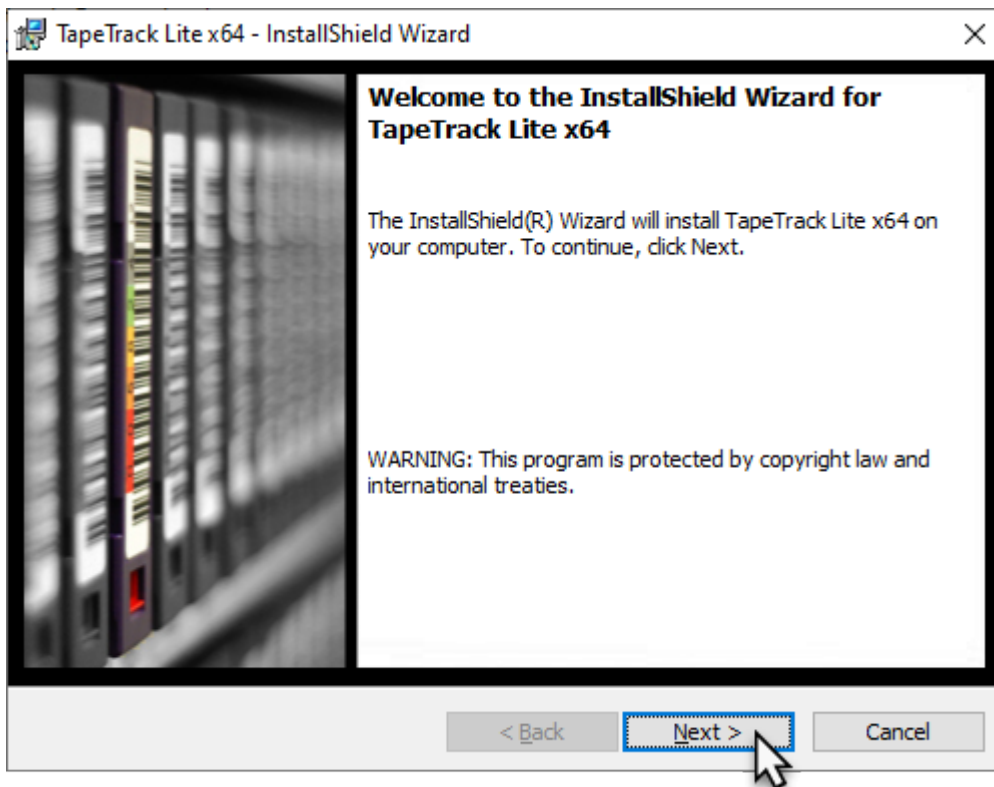 TapeTrack Lite x64 - InstallShield Wizard
Welcome to the InstallShield Wizard for
TapeTrack Lite x64
The InstallShield(R) Wizard will install TapeTrack Lite x64 on
your computer. To continue, click Next.
WARNING: This program is protected by copyright law and
international treaties.
< Back
Next >
Cancel